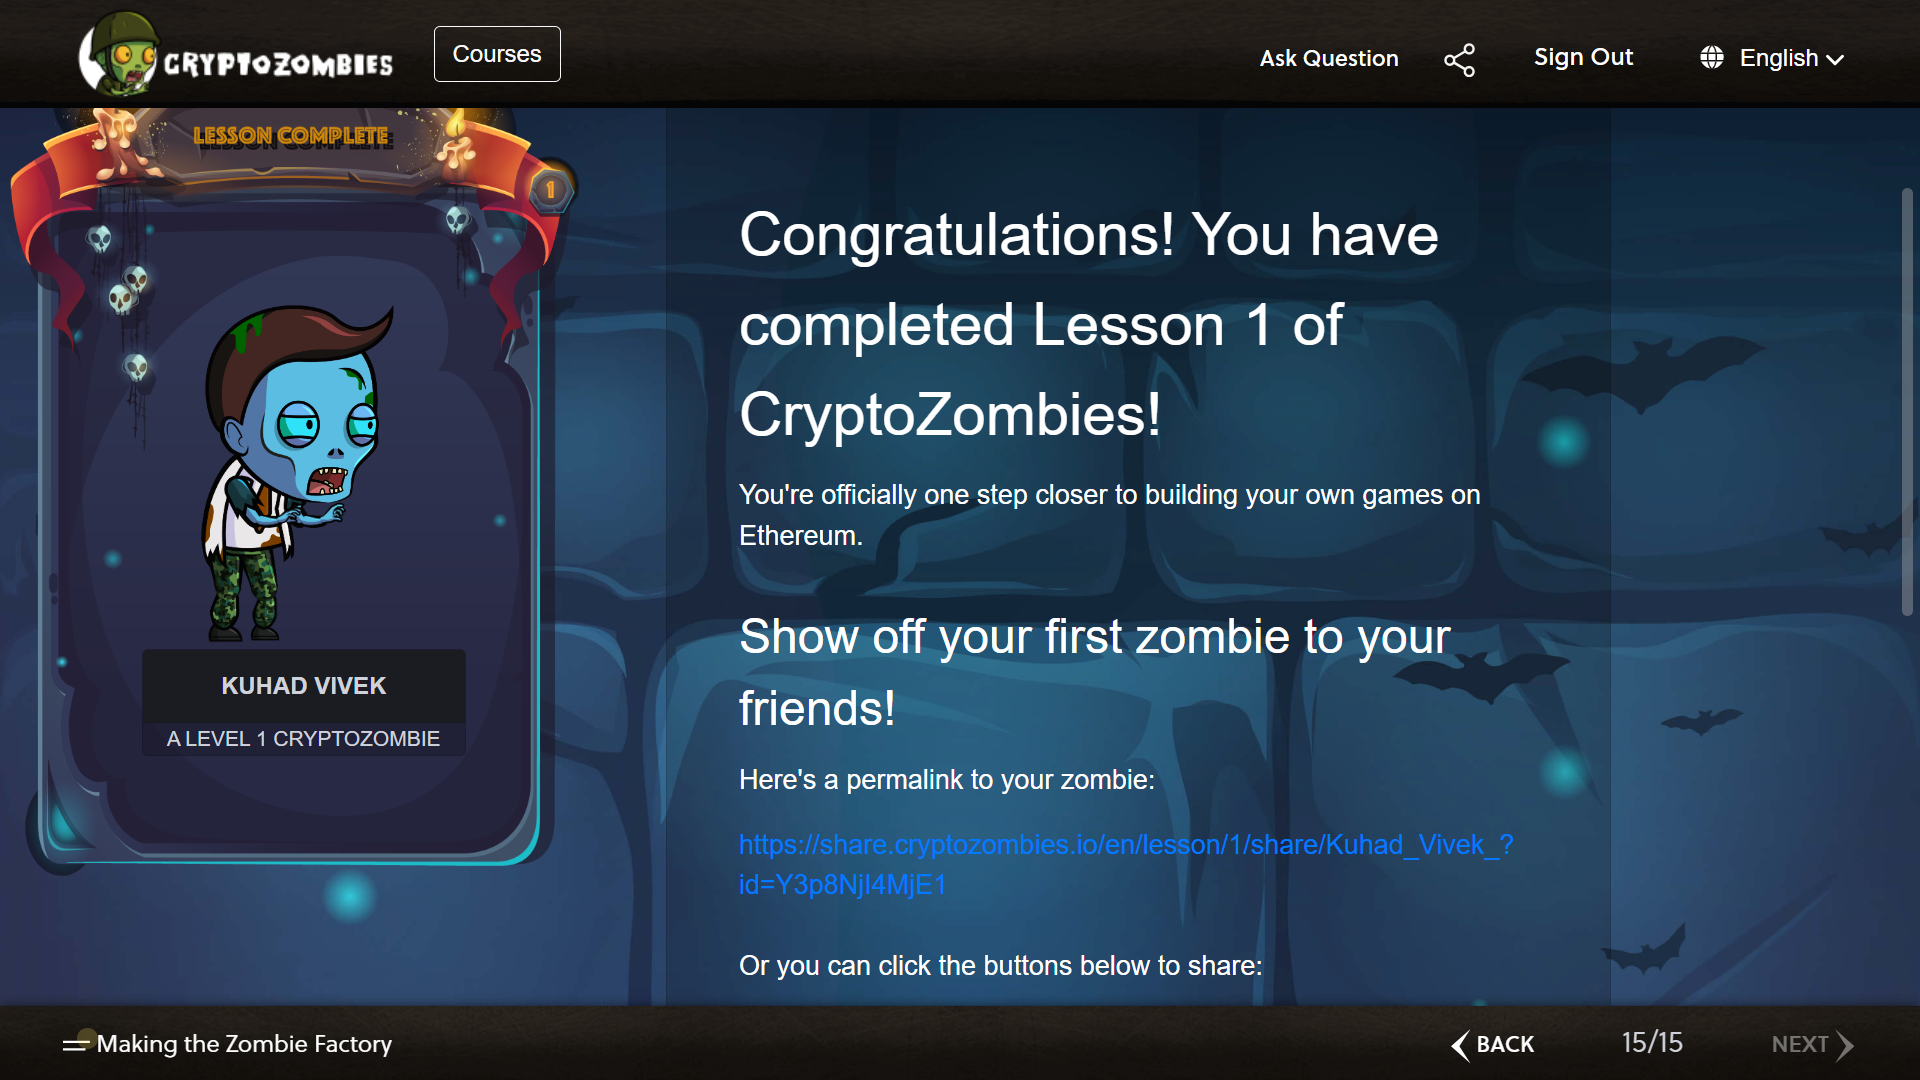 CRYPTOZOMBIES
Courses
Ask Question
Sign Out
English
LESSON COMPLETE
1
KUHAD VIVEK
A LEVEL 1 CRYPTOZOMBIE
Congratulations! You have
completed Lesson 1 of
CryptoZombies!
You're officially one step closer to building your own games on
Ethereum.
Show off your first zombie to your
friends!
Here's a permalink to your zombie:
https://share.cryptozombies.io/en/lesson/1/share/Kuhad_Vivek_?
id=Y3p8NjI4MjE1
Or you can click the buttons below to share:
Making the Zombie Factory
BACK
15/15
NEXT